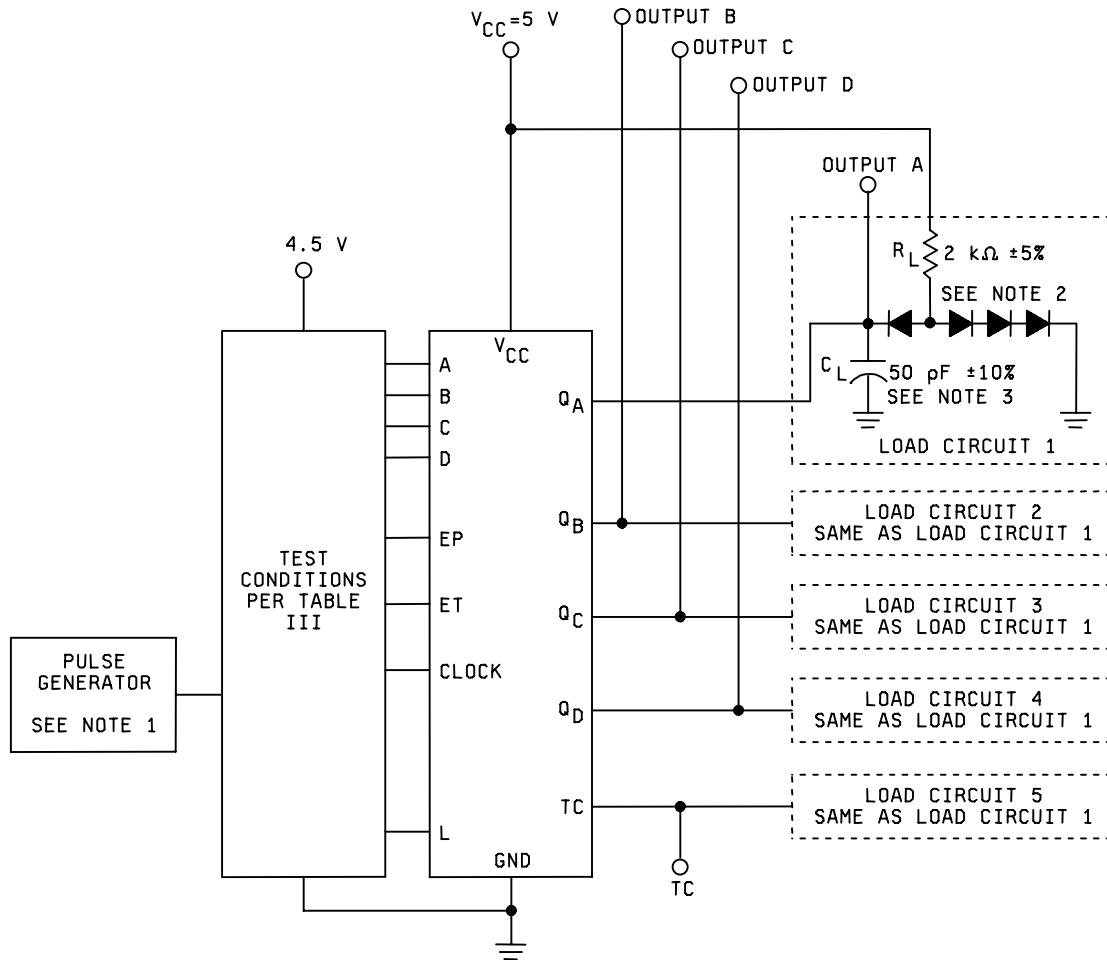 OUTPUT B
V_CC=5 V
OUTPUT C
OUTPUT D
OUTPUT A
4.5 V
R_L 2 kΩ ±5%
SEE NOTE 2
C_L 50 pF ±10%
SEE NOTE 3
LOAD CIRCUIT 1
V_CC
A
B
C
D
EP
ET
CLOCK
L
GND
Q_A
Q_B
Q_C
Q_D
TC
LOAD CIRCUIT 2
SAME AS LOAD CIRCUIT 1
LOAD CIRCUIT 3
SAME AS LOAD CIRCUIT 1
LOAD CIRCUIT 4
SAME AS LOAD CIRCUIT 1
LOAD CIRCUIT 5
SAME AS LOAD CIRCUIT 1
TC
TEST
CONDITIONS
PER TABLE
III
PULSE
GENERATOR
SEE NOTE 1